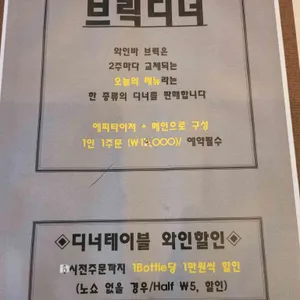 브릭디너
와인바 브릭은
2주마다 교체되는
오늘의 메뉴라는
한 종류의 디너를 판매합니다
에피타이저 + 메인으로 구성
1인 1주문 예약필수
◈디너테이블 와인할인◈
시전주문까지 1Bottle당 1만원씩 할인
(노쇼 없을 경우/Half ₩5, 할인)